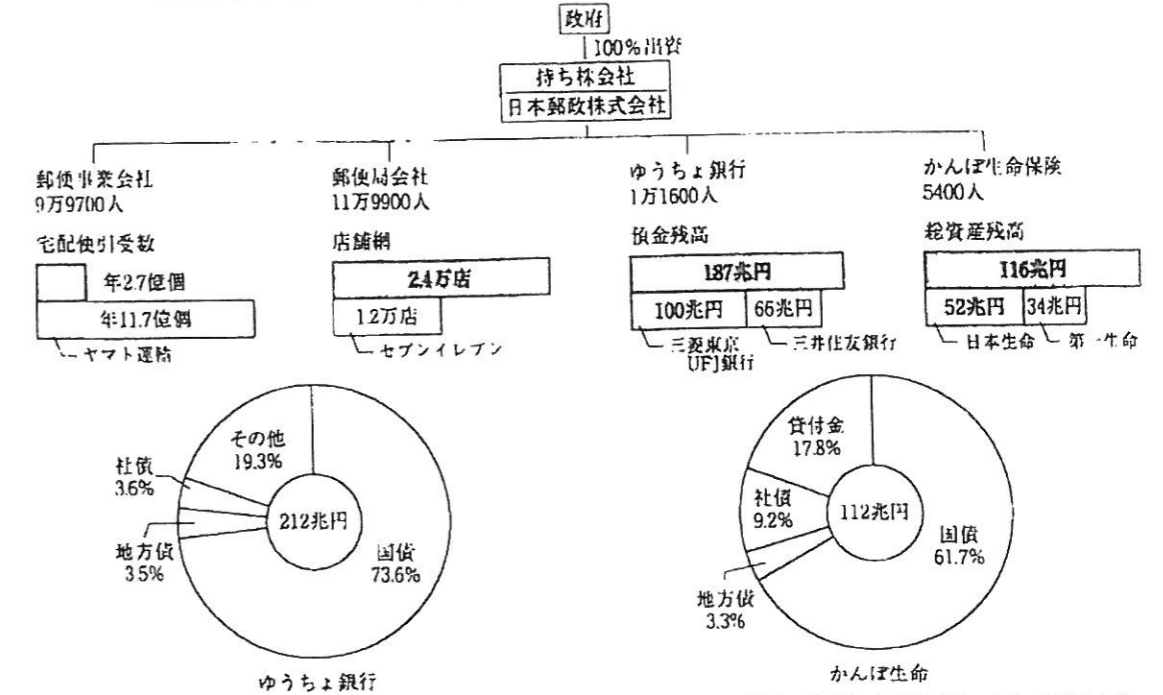 政府
100%出資
持ち株会社
日本郵政株式会社
郵便事業会社
9万9700人
郵便局会社
11万9900人
ゆうちょ銀行
1万1600人
かんぽ生命保険
5400人
宅配便引受数
年2.7億個
年11.7億個
ヤマト運輸
店舗網
2.4万店
1.2万店
セブンイレブン
預金残高
187兆円
100兆円
66兆円
三菱東京
UFJ銀行
三井住友銀行
総資産残高
116兆円
52兆円
34兆円
日本生命
第一生命
その他
19.3%
社債
3.6%
地方債
3.5%
212兆円
国債
73.6%
ゆうちょ銀行
貸付金
17.8%
社債
9.2%
地方債
3.3%
112兆円
国債
61.7%
かんぽ生命